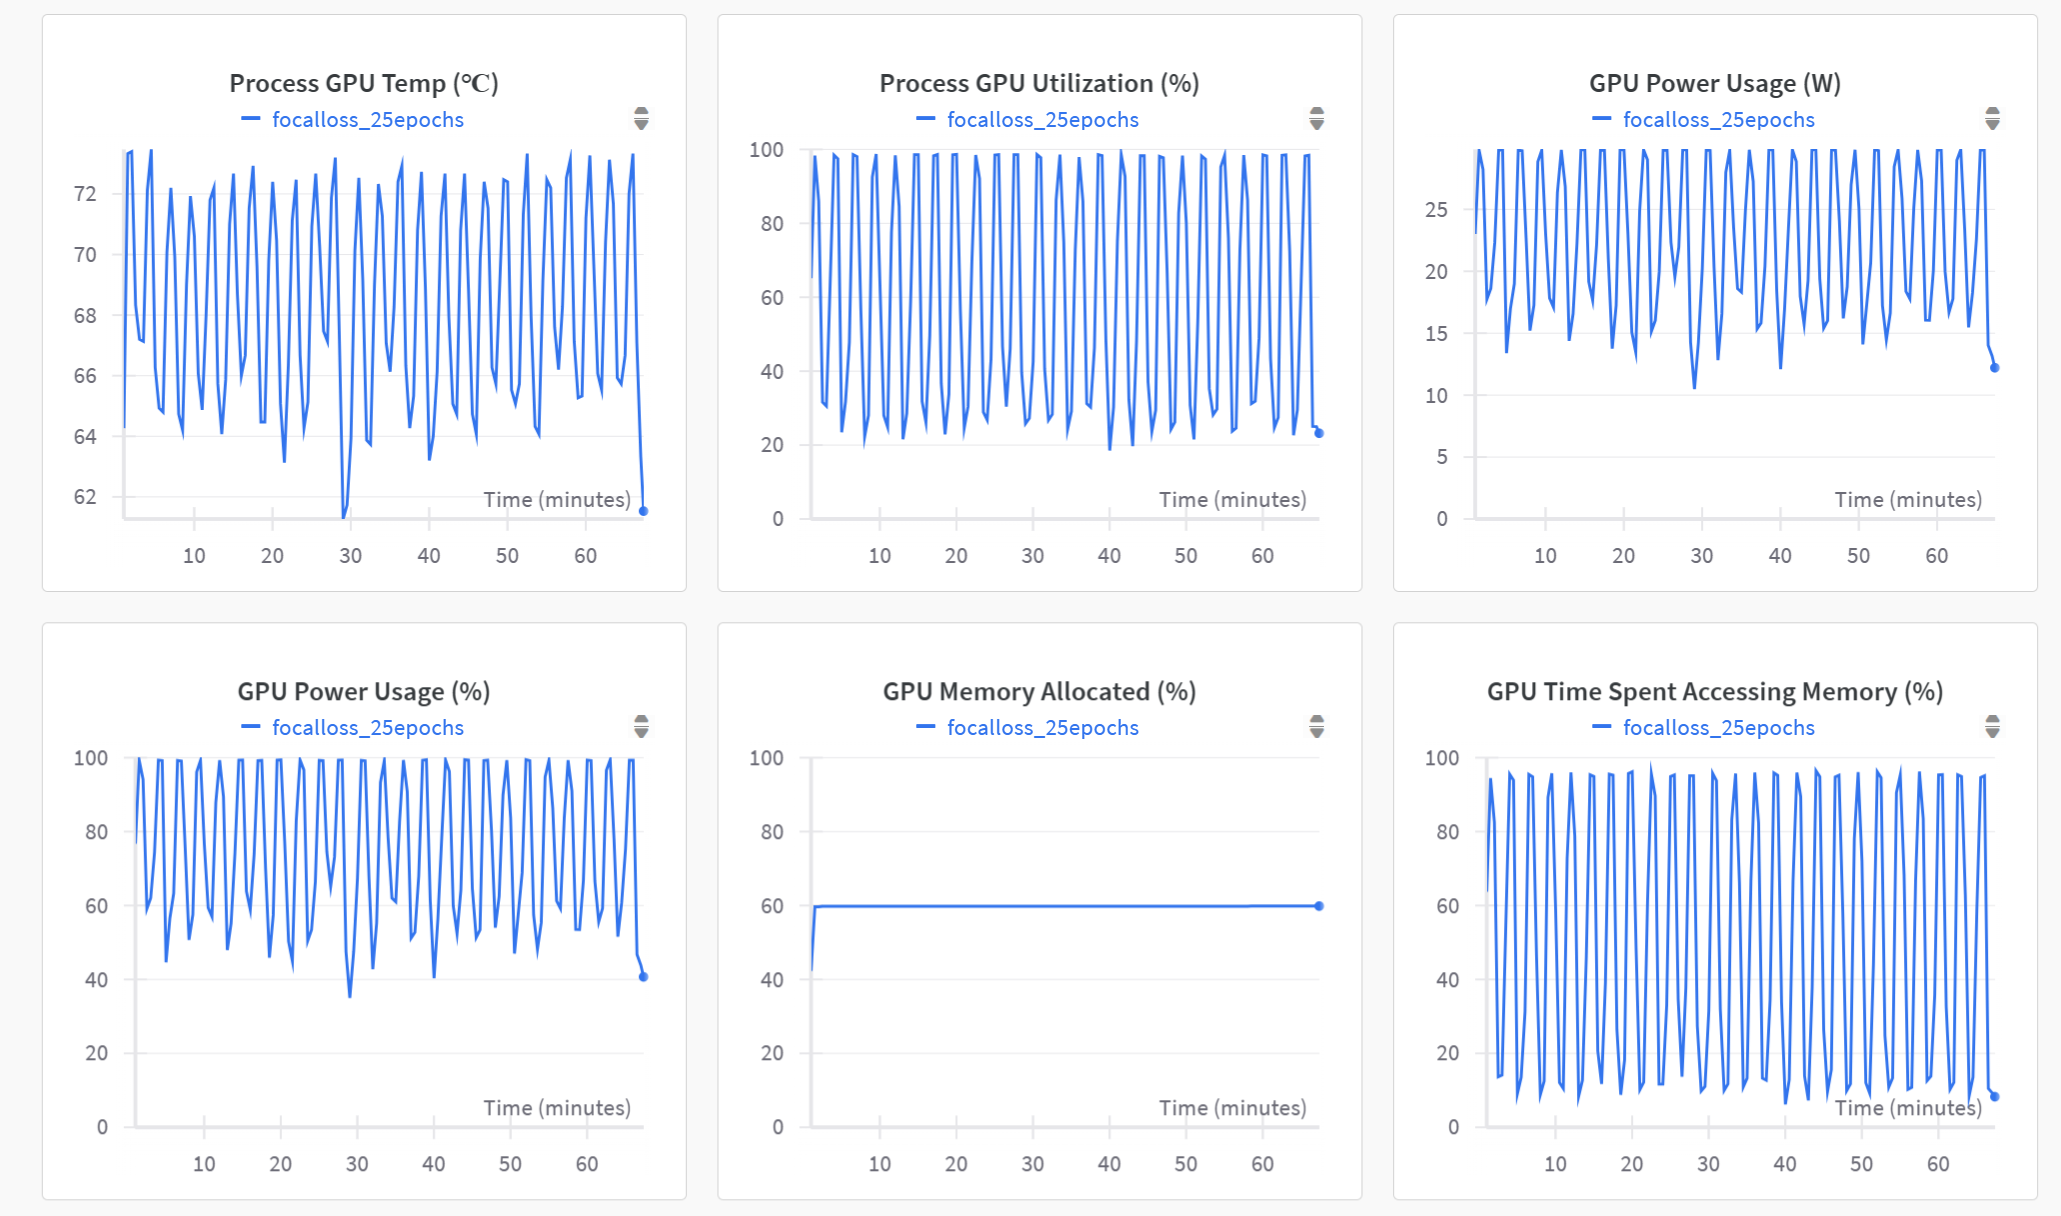 Process GPU Temp (℃)
focalloss_25epochs
72
70
68
66
64
62
Time (minutes)
10 20 30 40 50 60
Process GPU Utilization (%)
focalloss_25epochs
100
80
60
40
20
0
Time (minutes)
10 20 30 40 50 60
GPU Power Usage (W)
focalloss_25epochs
25
20
15
10
5
0
Time (minutes)
10 20 30 40 50 60
GPU Power Usage (%)
focalloss_25epochs
100
80
60
40
20
0
Time (minutes)
10 20 30 40 50 60
GPU Memory Allocated (%)
focalloss_25epochs
100
80
60
40
20
0
Time (minutes)
10 20 30 40 50 60
GPU Time Spent Accessing Memory (%)
focalloss_25epochs
100
80
60
40
20
0
Time (minutes)
10 20 30 40 50 60